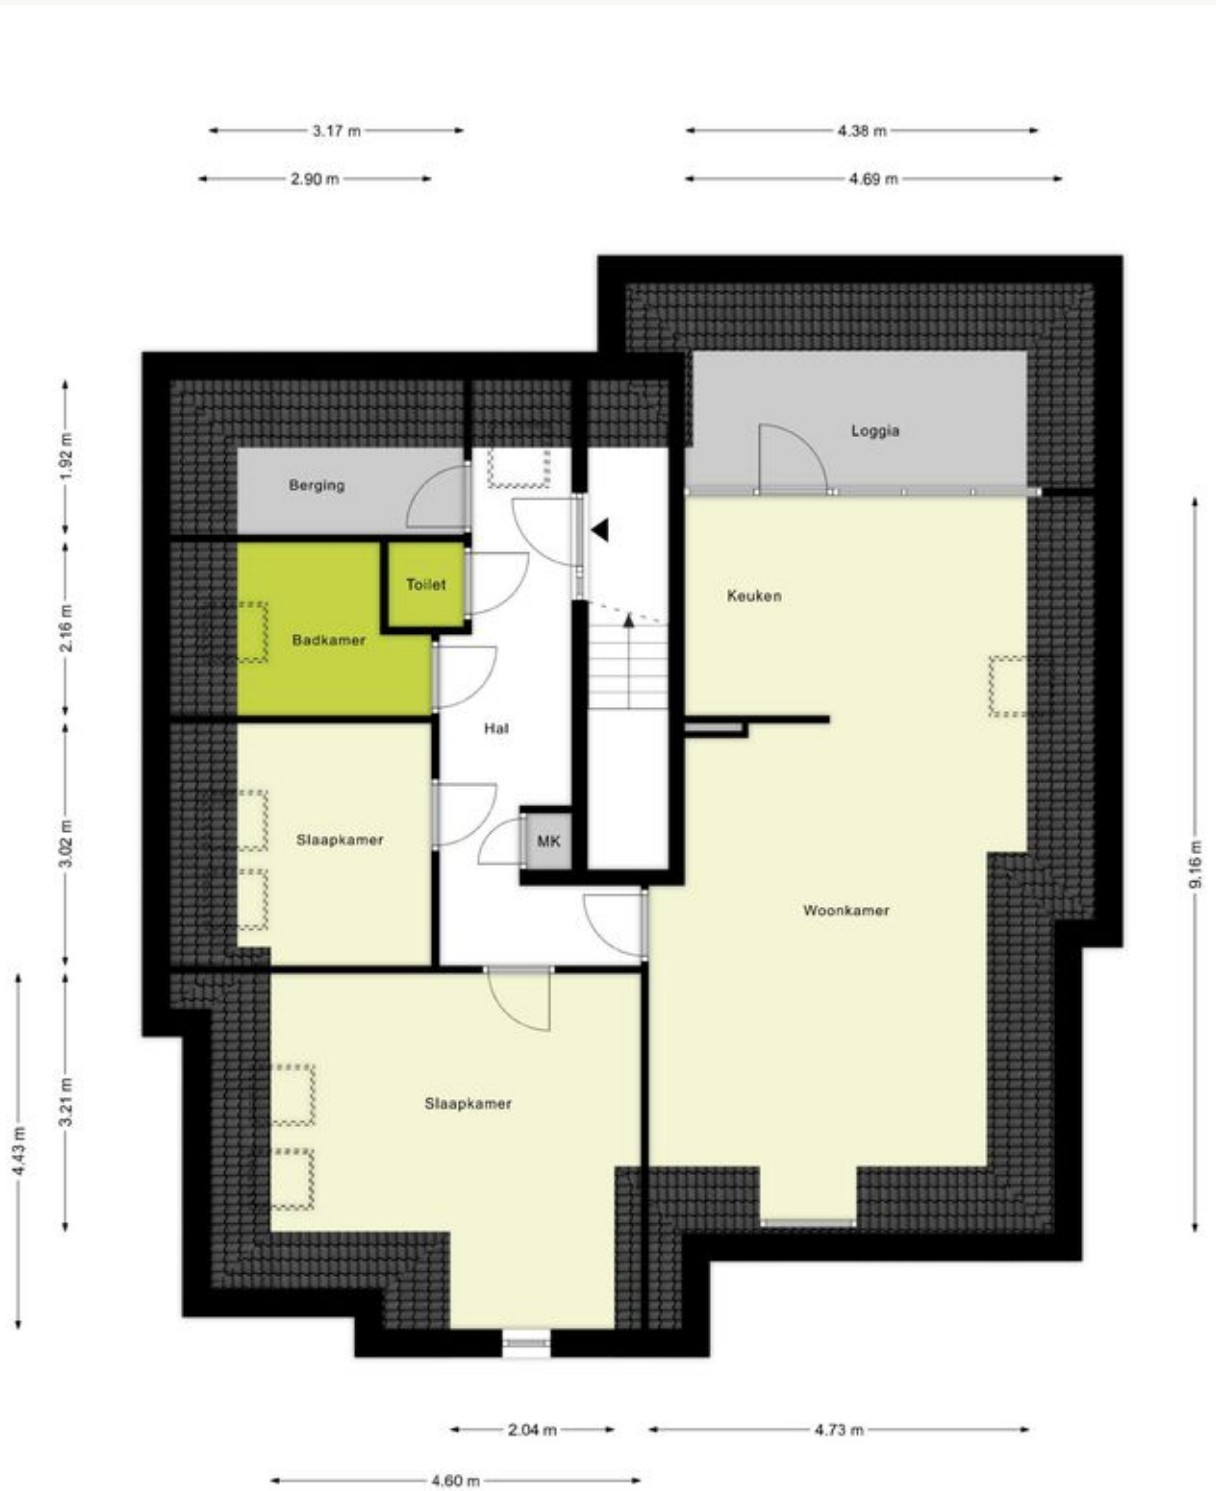 3.17 m
4.38 m
2.90 m
4.69 m
Loggia
1.92 m
Berging
Toilet
Keuken
2.16 m
Badkamer
Hal
3.02 m
Slaapkamer
MK
9.16 m
Woonkamer
3.21 m
Slaapkamer
4.43 m
2.04 m
4.73 m
4.60 m